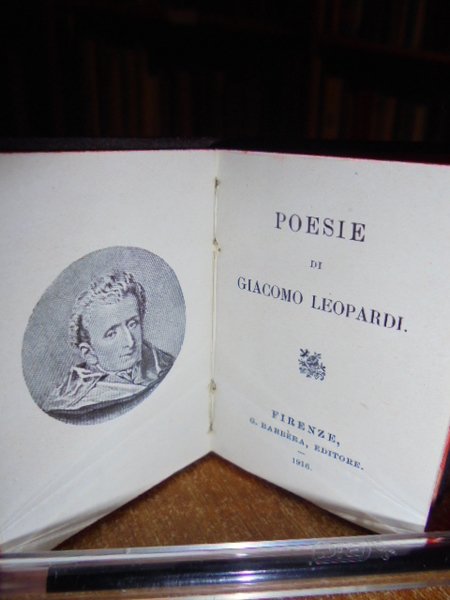 POESIE
DI
GIACOMO LEOPARDI.
FIRENZE,
G. BARBÈRA, EDITORE.
—
1916.